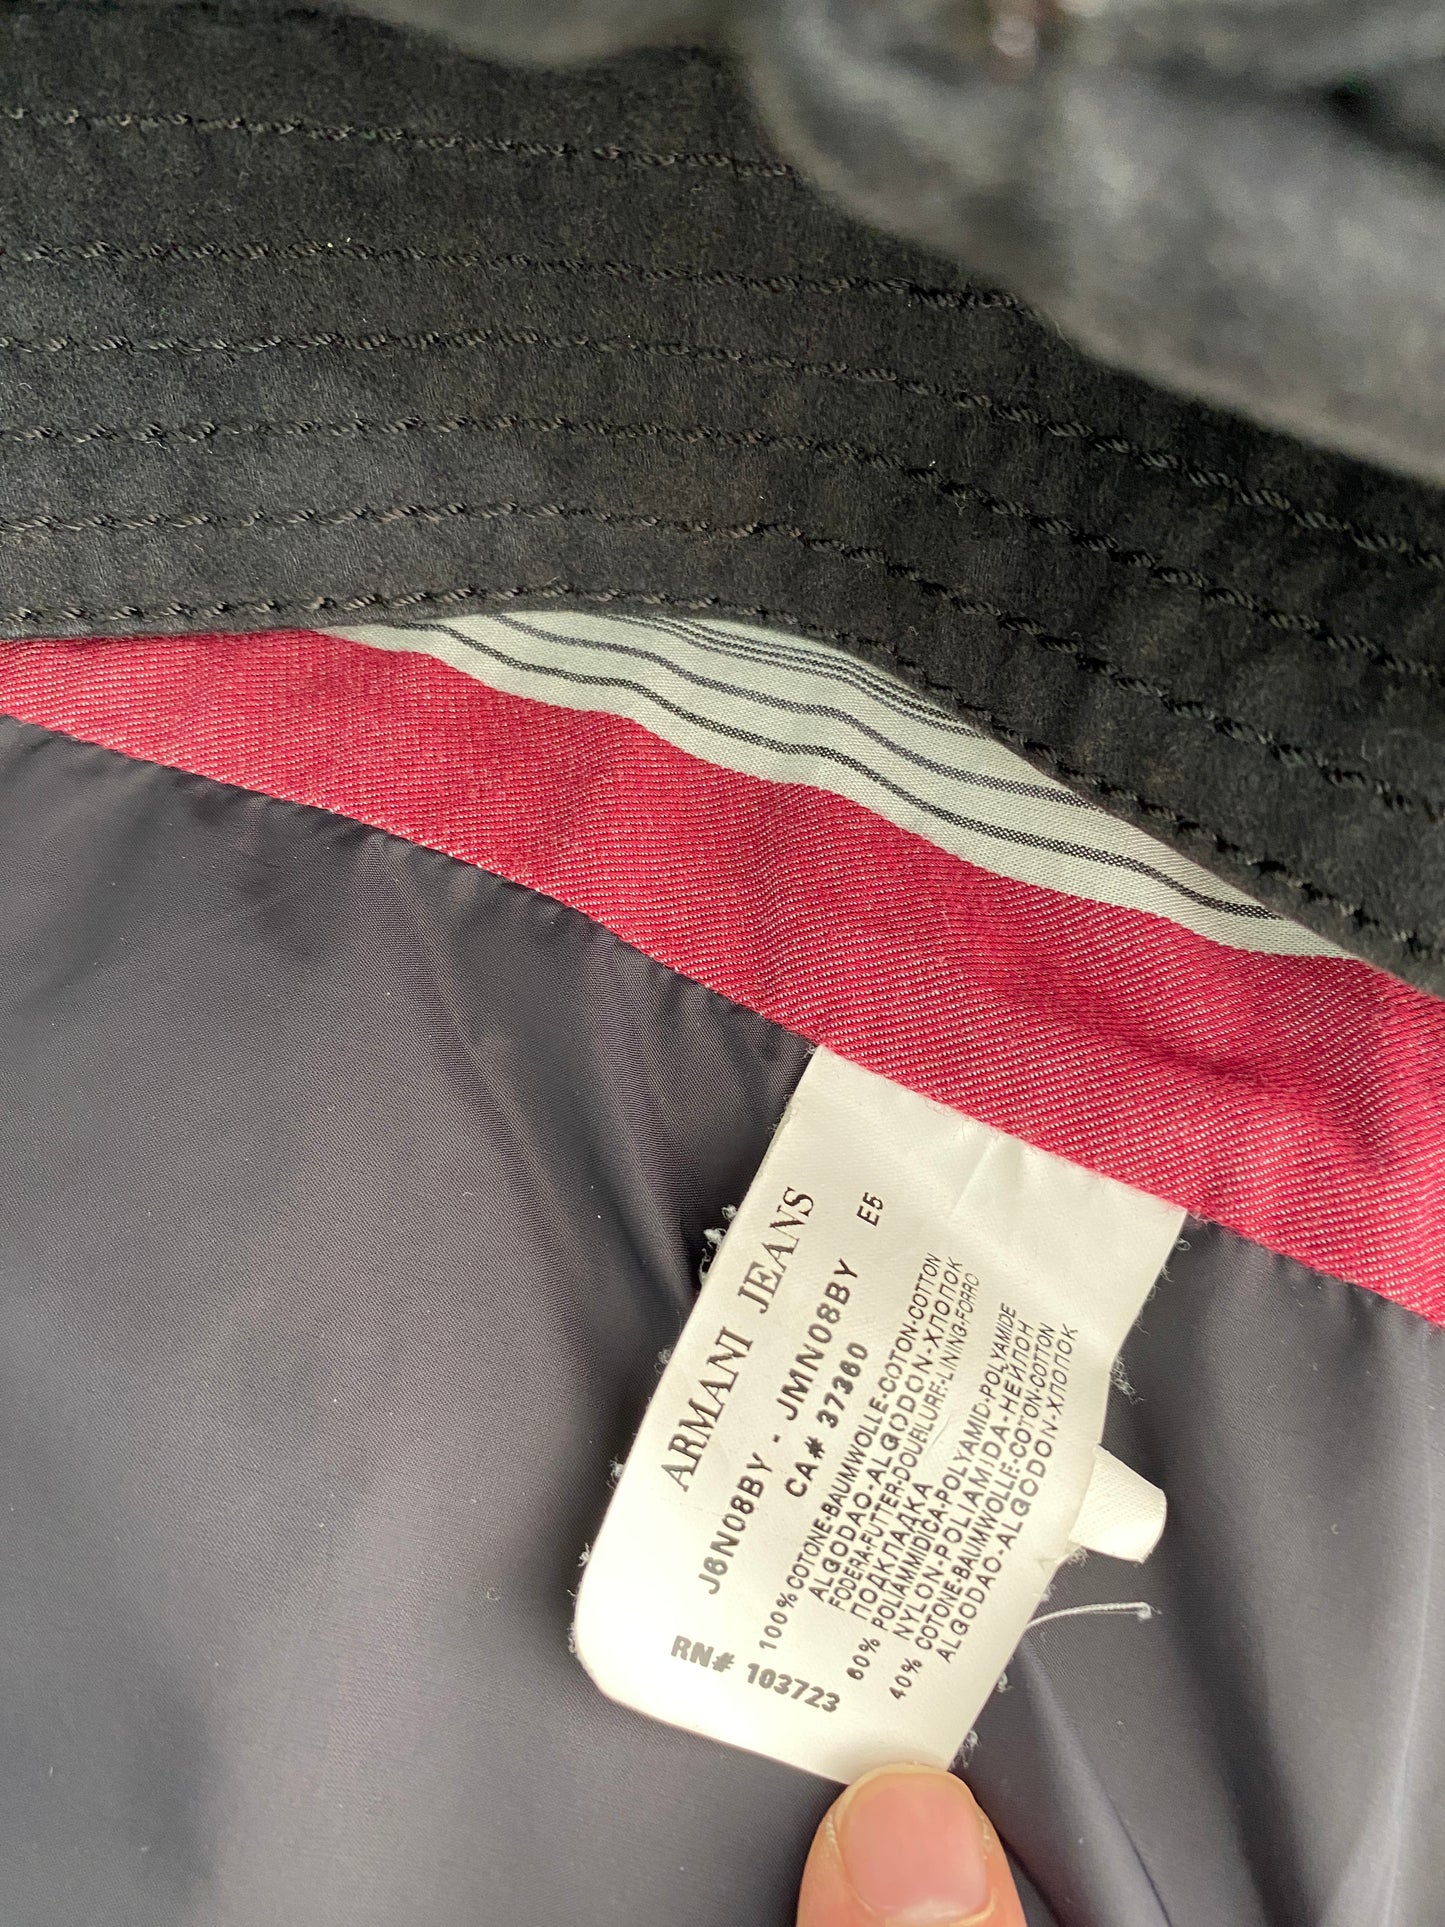 ARMANI JEANS
J6N08BY - JMN08BY E5
CA# 37360
100% COTONE-BAUMWOLLE-COTON-COTTON
ALGODAO-ALGODON-ХЛОПОК
FODERA-FUTTER-DOUBLURE-LINING-FORRO
ПОДКЛАДКА
60% POLIAMMIDICA-POLYAMID-POLYAMIDE
NYLON-POLIAMIDA-НЕЙЛОН
40% COTONE-BAUMWOLLE-COTON-COTTON
ALGODAO-ALGODON-ХЛОПОК
RN# 103723